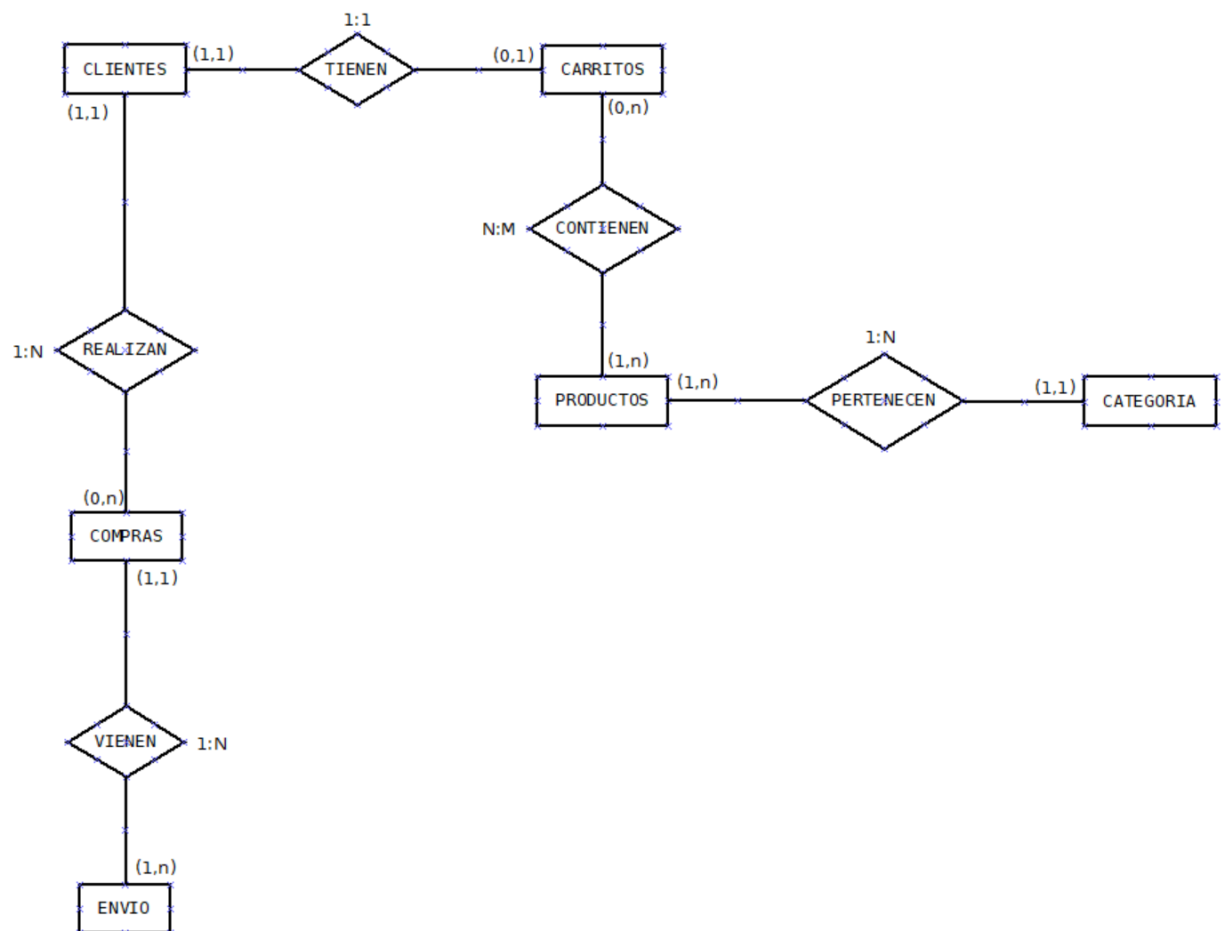 1:1
CLIENTES
(1,1)
TIENEN
(0,1)
CARRITOS
(1,1)
(0,n)
N:M
CONTIENEN
1:N
REALIZAN
1:N
(1,n)
PRODUCTOS
(1,n)
PERTENECEN
(1,1)
CATEGORIA
(0,n)
COMPRAS
(1,1)
VIENEN
1:N
(1,n)
ENVIO